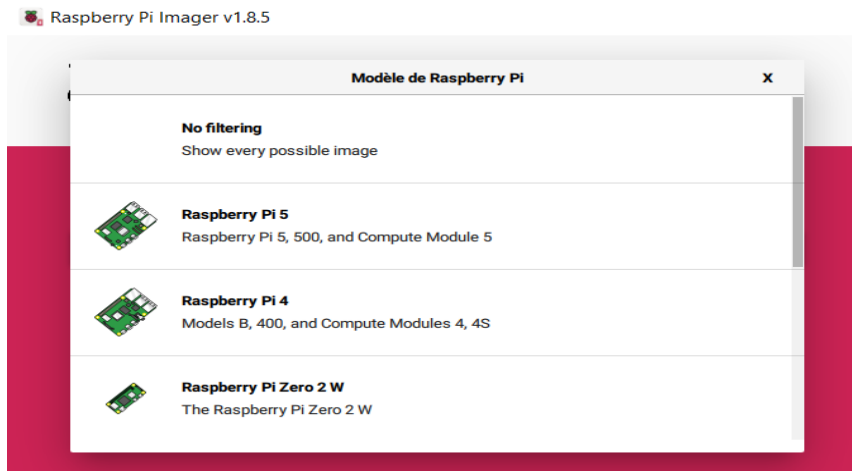 Raspberry Pi Imager v1.8.5
Modèle de Raspberry Pi
X
No filtering
Show every possible image
Raspberry Pi 5
Raspberry Pi 5, 500, and Compute Module 5
Raspberry Pi 4
Models B, 400, and Compute Modules 4, 4S
Raspberry Pi Zero 2 W
The Raspberry Pi Zero 2 W